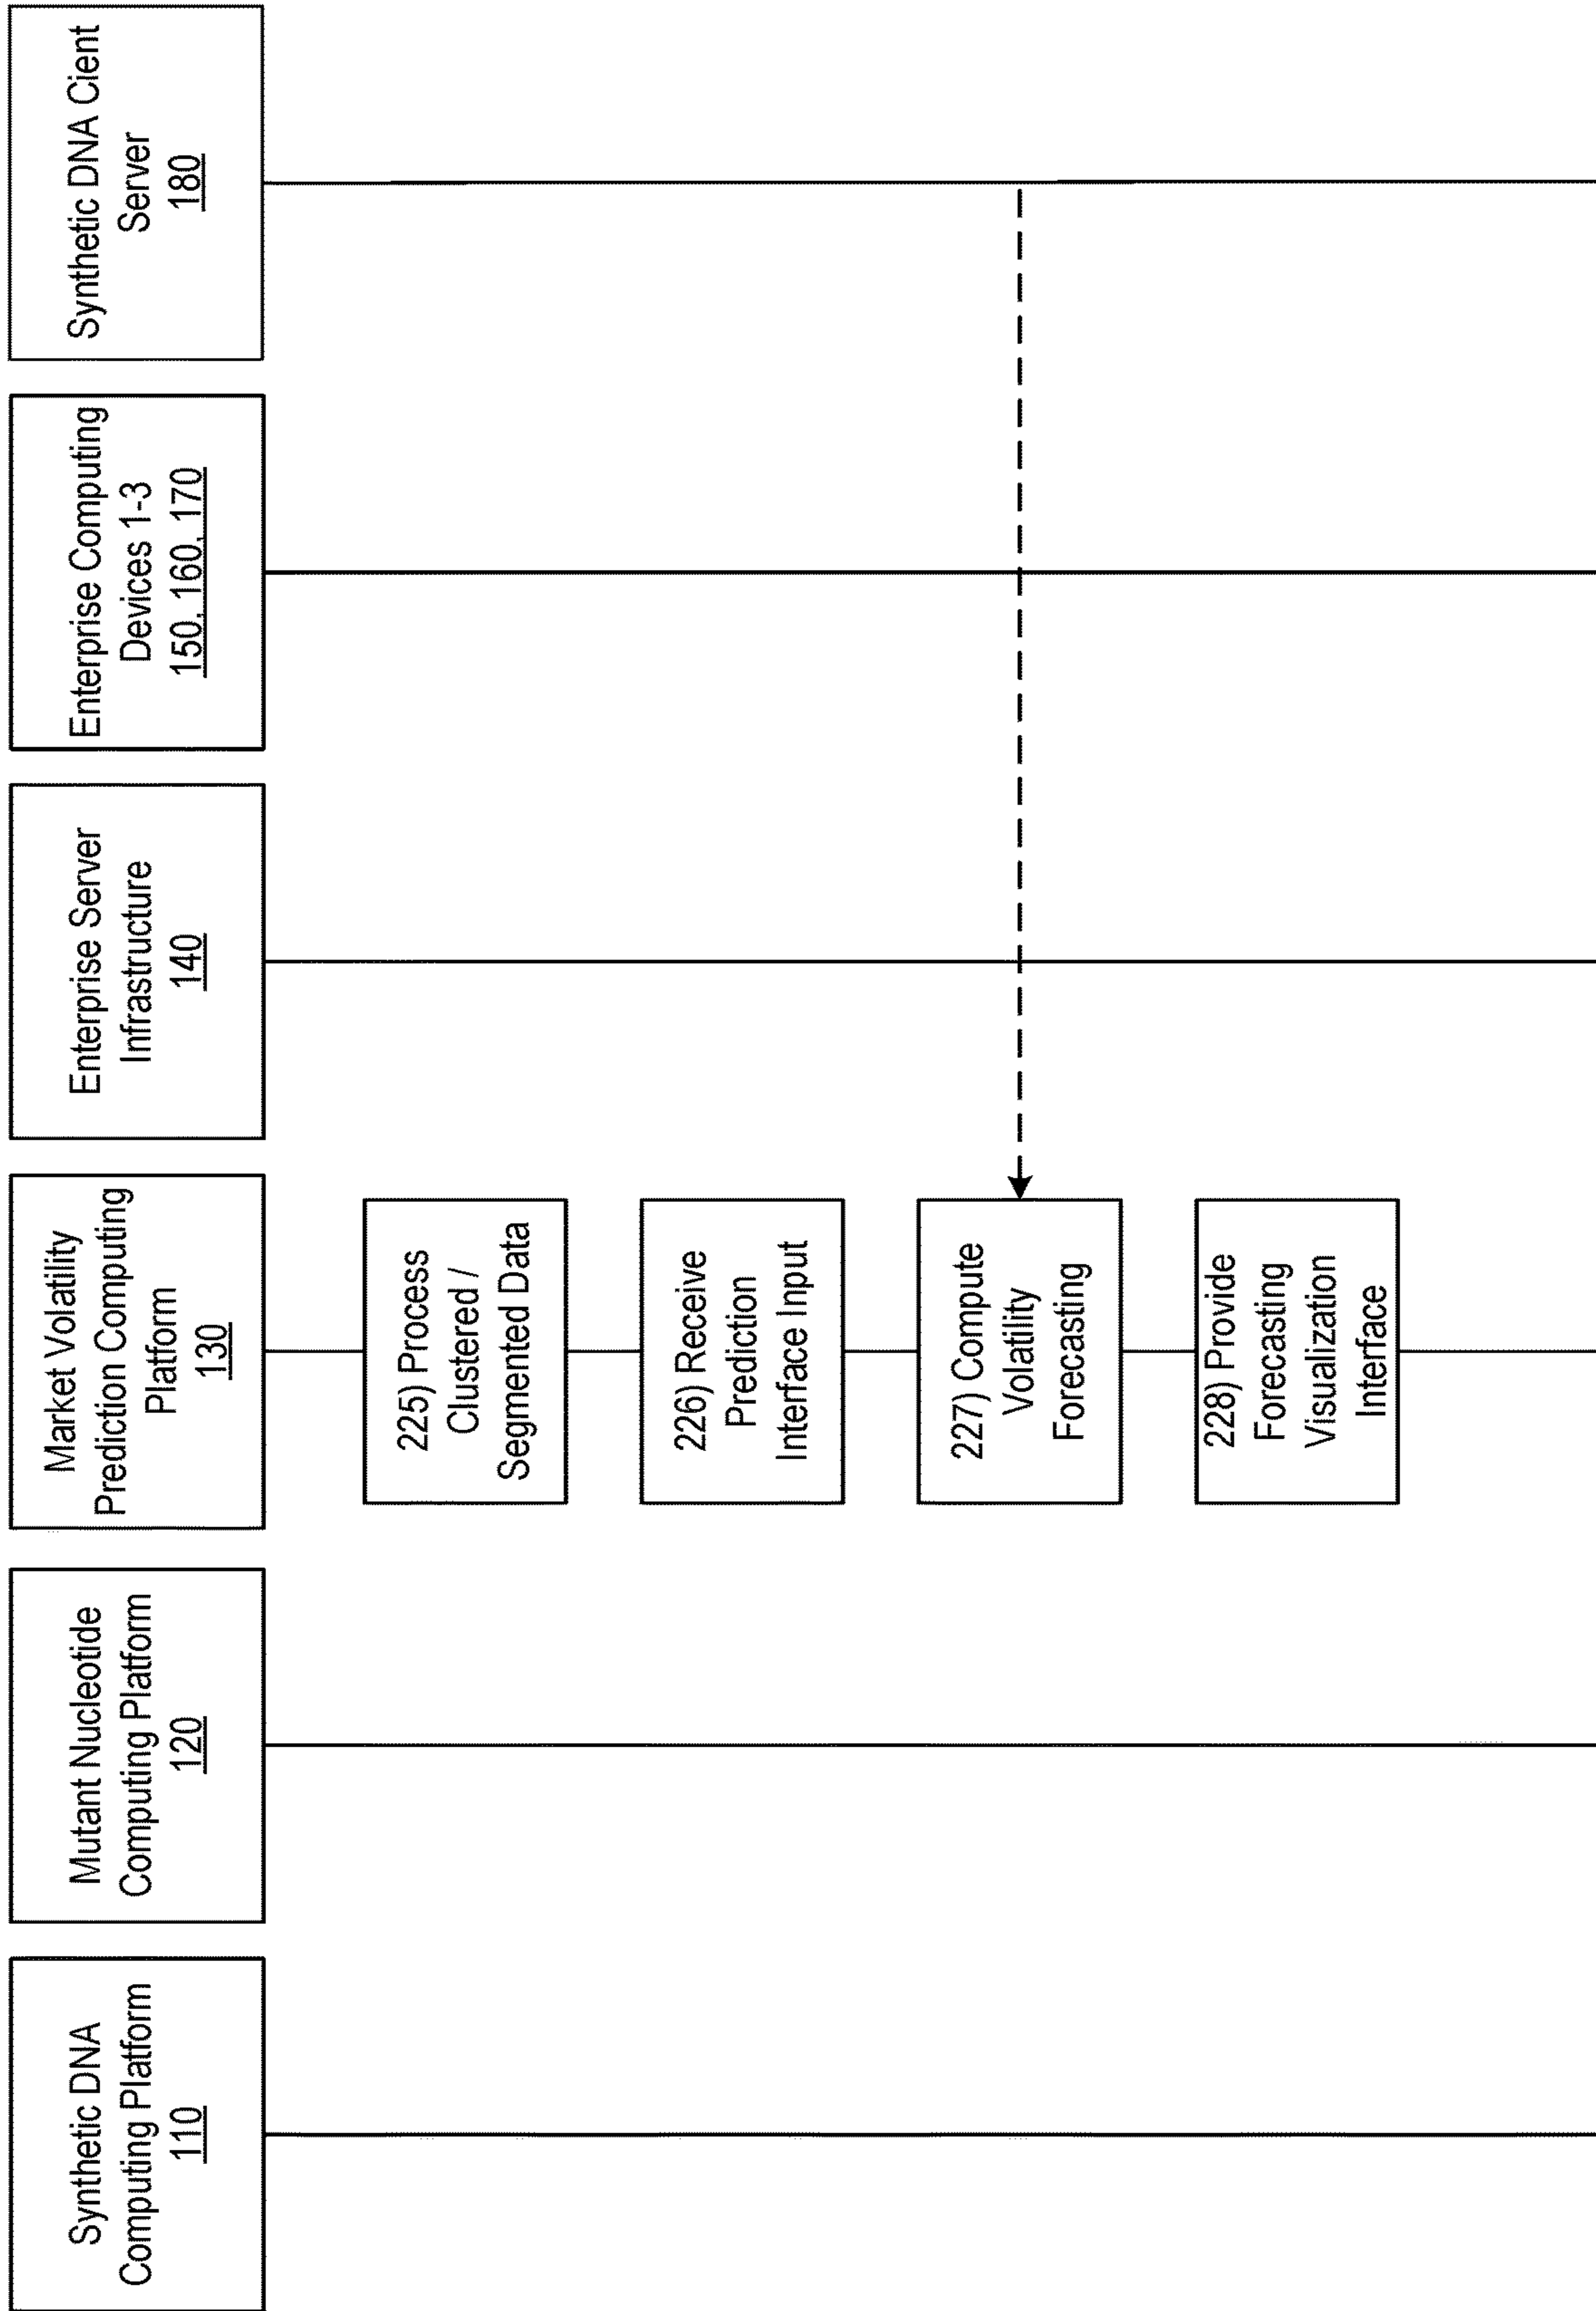 Synthetic DNA
Computing Platform
110
Mutant Nucleotide
Computing Platform
120
Market Volatility
Prediction Computing
Platform
130
Enterprise Server
Infrastructure
140
Enterprise Computing
Devices 1-3
150, 160, 170
Synthetic DNA Cient
Server
180
225) Process
Clustered /
Segmented Data
226) Receive
Prediction
Interface Input
227) Compute
Volatility
Forecasting
228) Provide
Forecasting
Visualization
Interface